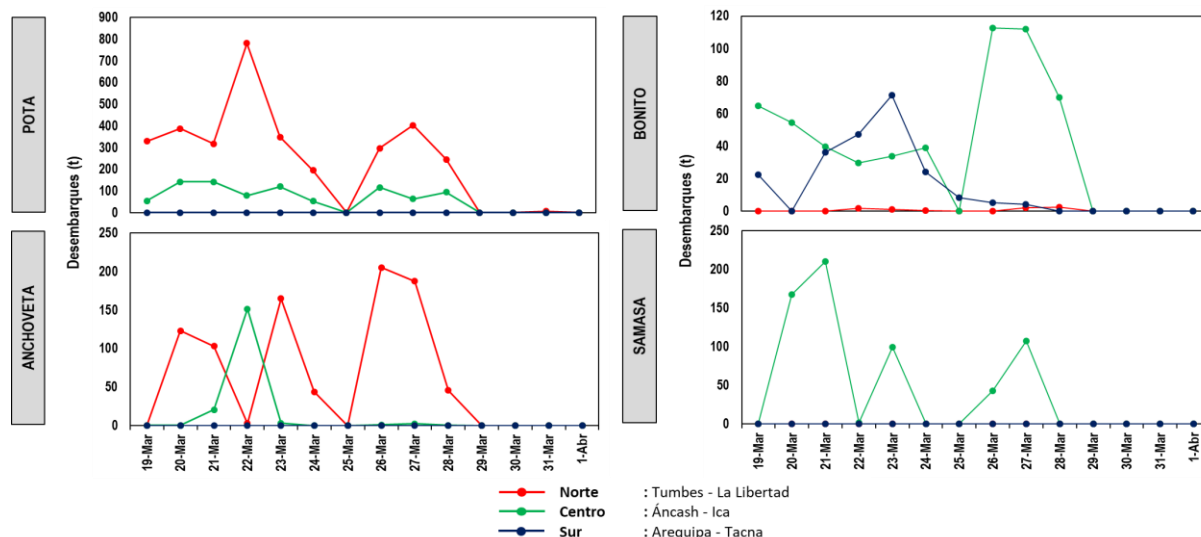 POTA
Desembarques (t)
900
800
700
600
500
400
300
200
100
0
BONITO
Desembarques (t)
120
100
80
60
40
20
0
ANCHOVETA
250
200
150
100
50
0
19-Mar
20-Mar
21-Mar
22-Mar
23-Mar
24-Mar
25-Mar
26-Mar
27-Mar
28-Mar
29-Mar
30-Mar
31-Mar
1-Abr
SAMASA
250
200
150
100
50
0
19-Mar
20-Mar
21-Mar
22-Mar
23-Mar
24-Mar
25-Mar
26-Mar
27-Mar
28-Mar
29-Mar
30-Mar
31-Mar
1-Abr
Norte : Tumbes - La Libertad
Centro : Áncash - Ica
Sur : Arequipa - Tacna